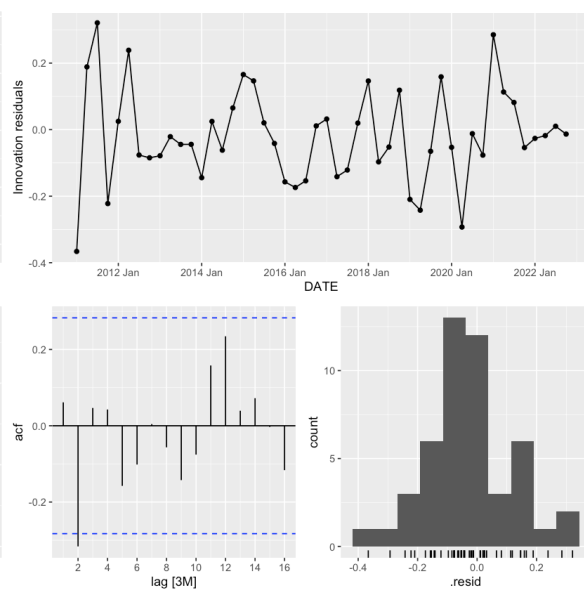 Innovation residuals
0.2
0.0
-0.2
-0.4
2012 Jan 2014 Jan 2016 Jan 2018 Jan 2020 Jan 2022 Jan
DATE
acf
0.2
0.0
-0.2
2 4 6 8 10 12 14 16
lag [3M]
count
10
5
0
-0.4 -0.2 0.0 0.2
.resid